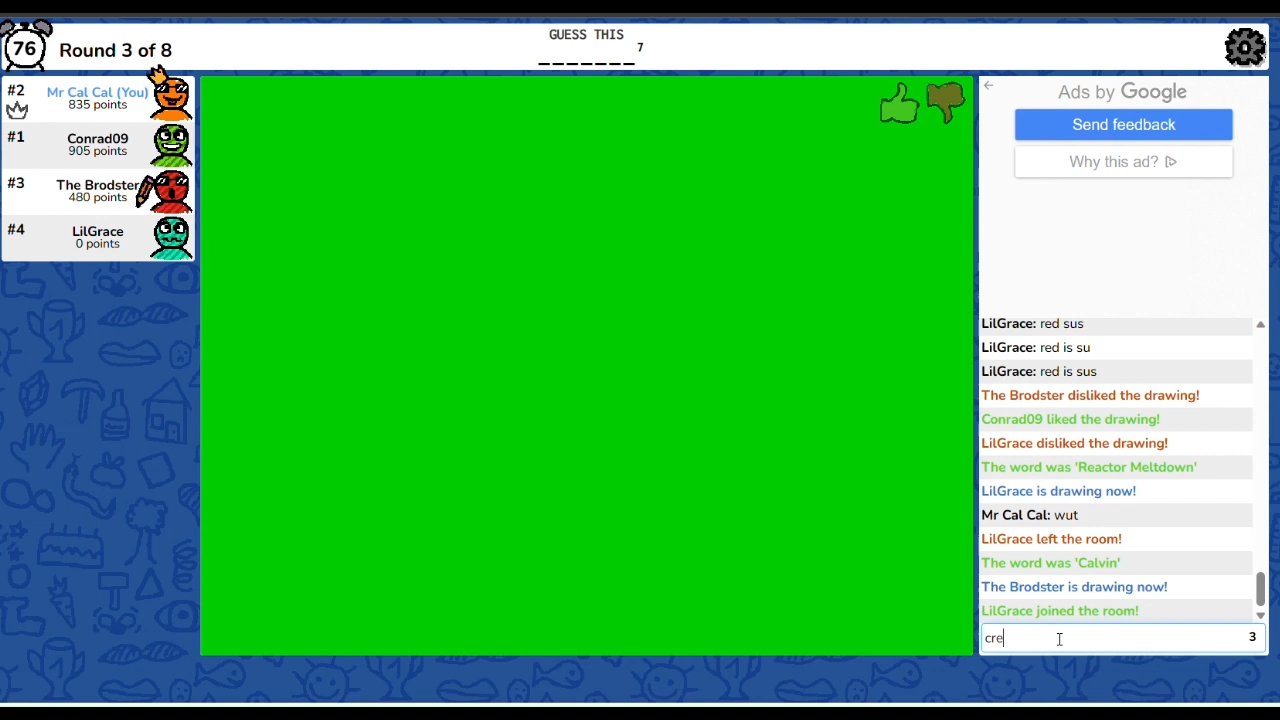 76
Round 3 of 8
GUESS THIS
_______ 7
#2
Mr Cal Cal (You)
835 points
#1
Conrad09
905 points
#3
The Brodster
480 points
#4
LilGrace
0 points
Ads by Google
Send feedback
Why this ad?
LilGrace: red sus
LilGrace: red is su
LilGrace: red is sus
The Brodster disliked the drawing!
Conrad09 liked the drawing!
LilGrace disliked the drawing!
The word was 'Reactor Meltdown'
LilGrace is drawing now!
Mr Cal Cal: wut
LilGrace left the room!
The word was 'Calvin'
The Brodster is drawing now!
LilGrace joined the room!
cre 3